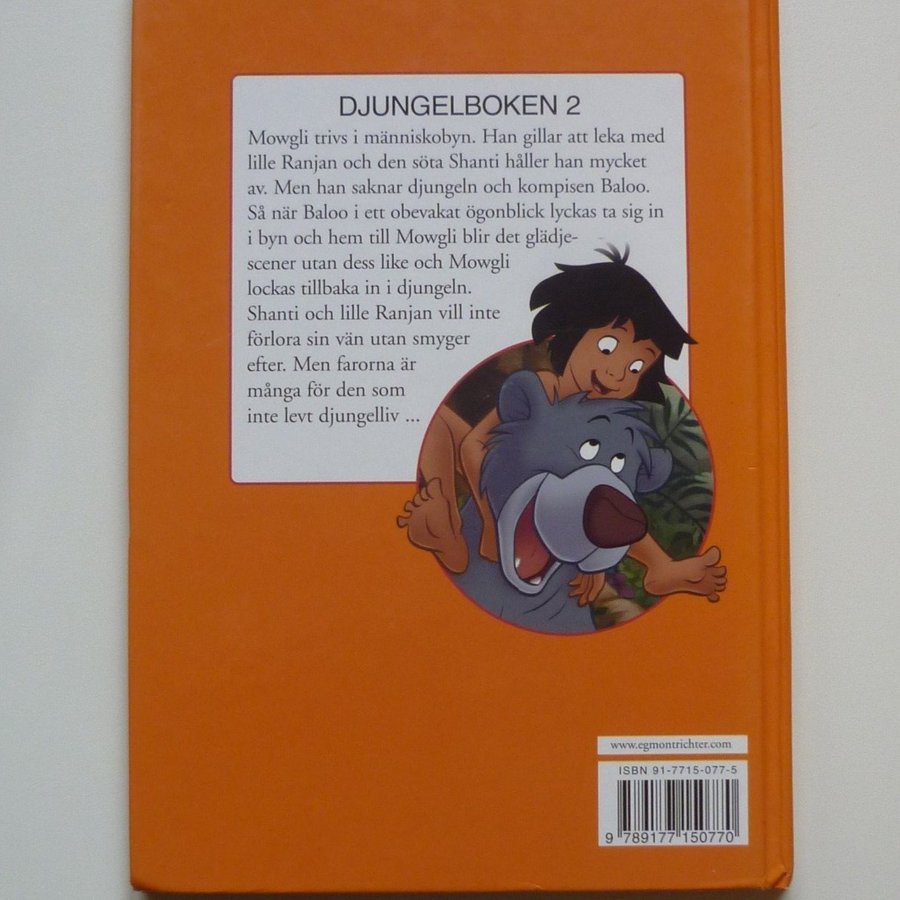 DJUNGELBOKEN 2
Mowgli trivs i människobyn. Han gillar att leka med
lille Ranjan och den söta Shanti håller han mycket
av. Men han saknar djungeln och kompisen Baloo.
Så när Baloo i ett obevakat ögonblick lyckas ta sig in
i byn och hem till Mowgli blir det glädje-
scener utan dess like och Mowgli
lockas tillbaka in i djungeln.
Shanti och lille Ranjan vill inte
förlora sin vän utan smyger
efter. Men farorna är
många för den som
inte levt djungelliv ...
www.egmontrichter.com
ISBN 91-7715-077-5
9 789177 150770